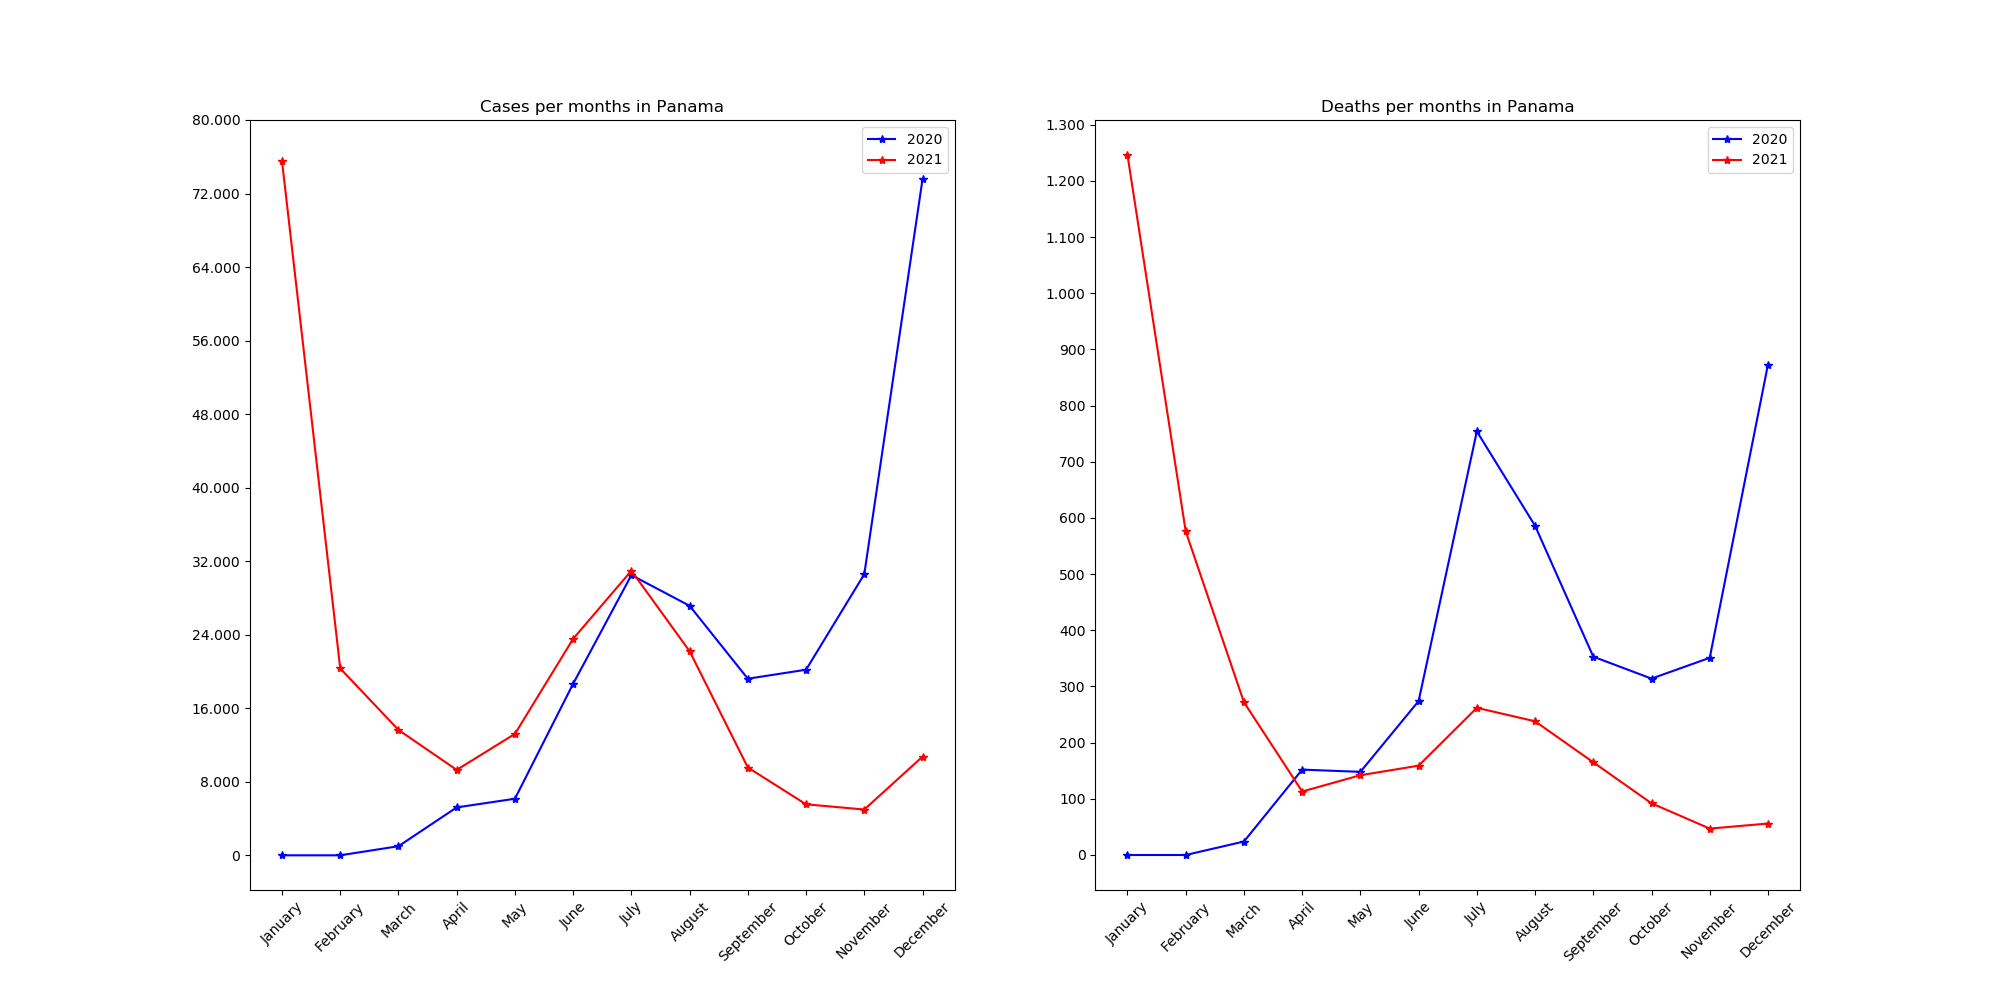 Cases per months in Panama
80.000
72.000
64.000
56.000
48.000
40.000
32.000
24.000
16.000
8.000
0
2020
2021
January
February
March
April
May
June
July
August
September
October
November
December
Deaths per months in Panama
1.300
1.200
1.100
1.000
900
800
700
600
500
400
300
200
100
0
2020
2021
January
February
March
April
May
June
July
August
September
October
November
December